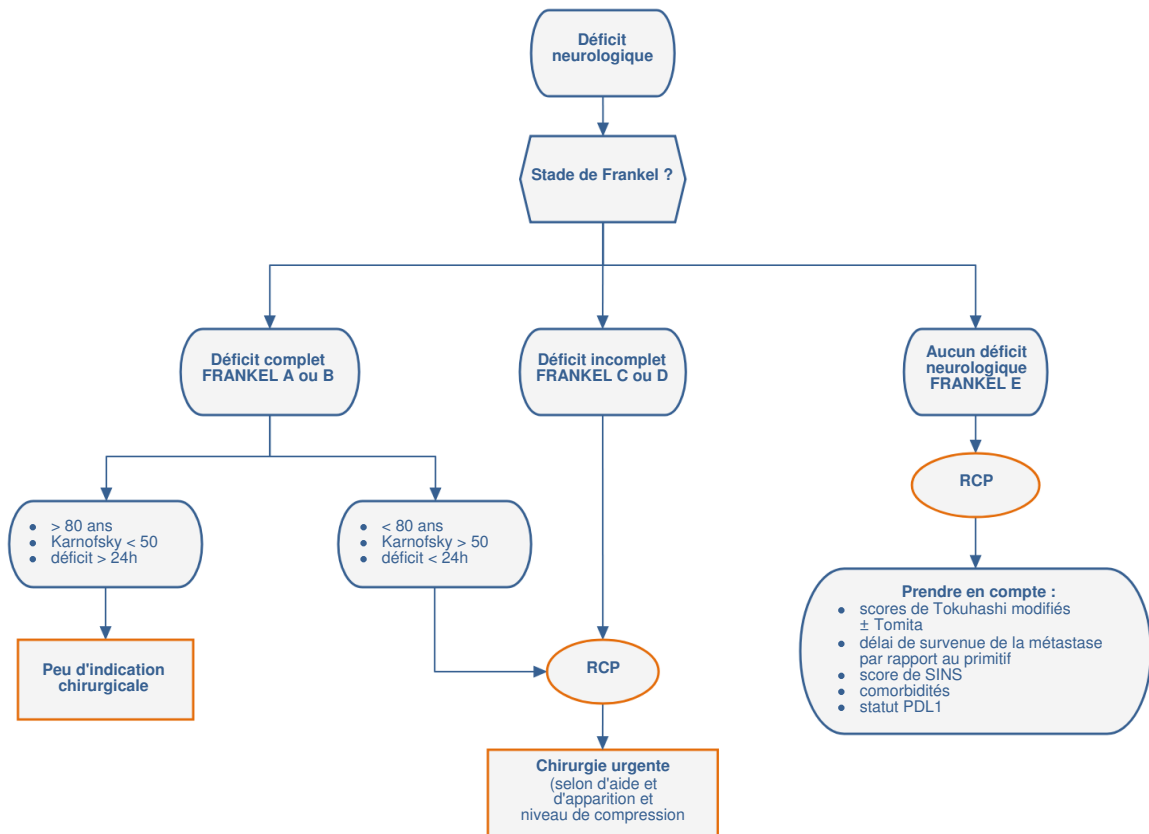 Déficit
neurologique
Stade de Frankel ?
Déficit complet
FRANKEL A ou B
Déficit incomplet
FRANKEL C ou D
Aucun déficit
neurologique
FRANKEL E
RCP
• > 80 ans
• Karnofsky < 50
• déficit > 24h
• < 80 ans
• Karnofsky > 50
• déficit < 24h
Prendre en compte :
• scores de Tokuhashi modifiés
± Tomita
• délai de survenue de la métastase
par rapport au primitif
• score de SINS
• comorbidités
• statut PDL1
Peu d'indication
chirurgicale
RCP
Chirurgie urgente
(selon d'aide et
d'apparition et
niveau de compression